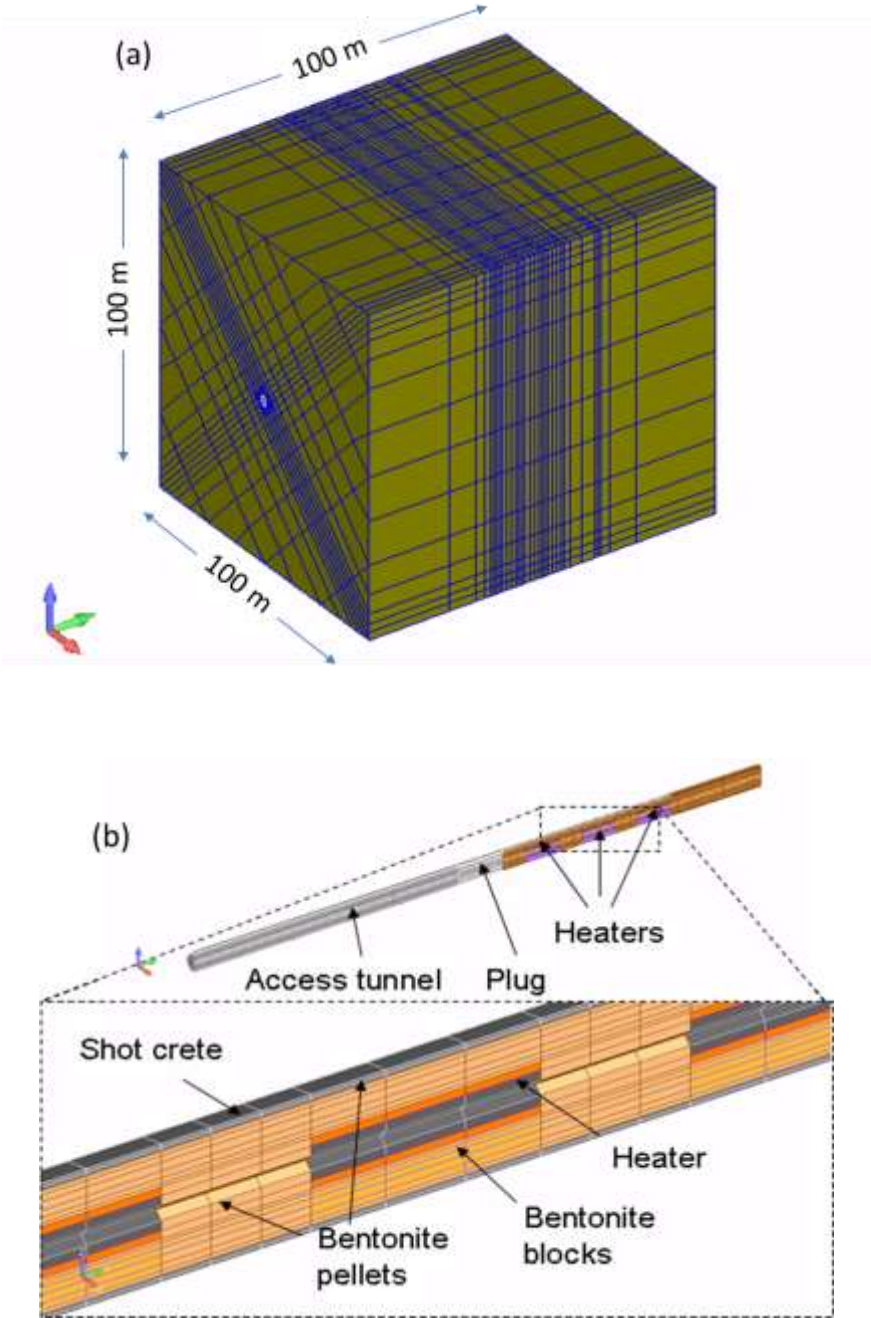 (a)
100 m
100 m
100 m
(b)
Heaters
Access tunnel
Plug
Shot crete
Heater
Bentonite
pellets
Bentonite
blocks